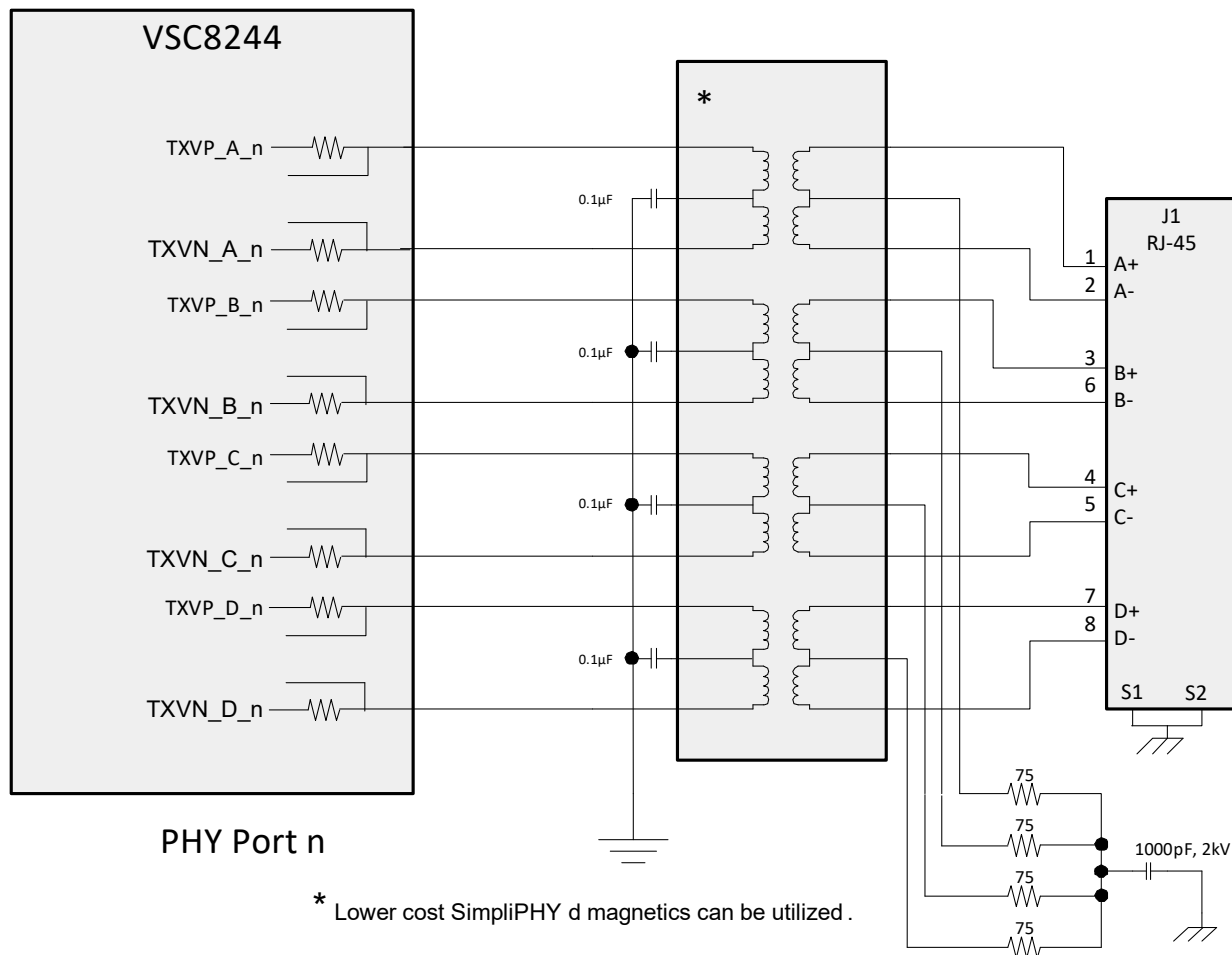 VSC8244
*
TXVP_A_n
0.1µF
TXVN_A_n
TXVP_B_n
0.1µF
TXVN_B_n
TXVP_C_n
0.1µF
TXVN_C_n
TXVP_D_n
0.1µF
TXVN_D_n
J1
RJ-45
1 A+
2 A-
3 B+
6 B-
4 C+
5 C-
7 D+
8 D-
S1 S2
75
75
75
75
1000pF, 2kV
PHY Port n
* Lower cost SimpliPHY d magnetics can be utilized .